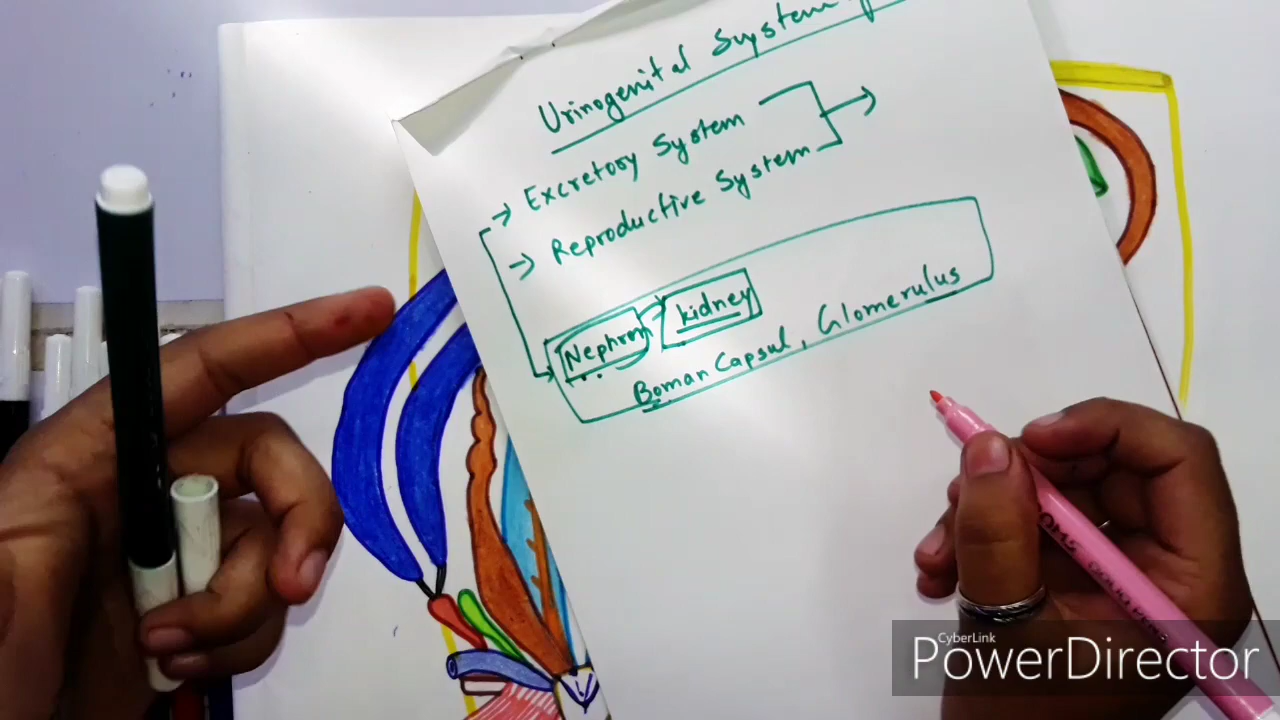 Urinogenital System
→ Excretory System
→ Reproductive System
Nephron
kidney
Boman Capsul, Glomerulus
CyberLink
PowerDirector